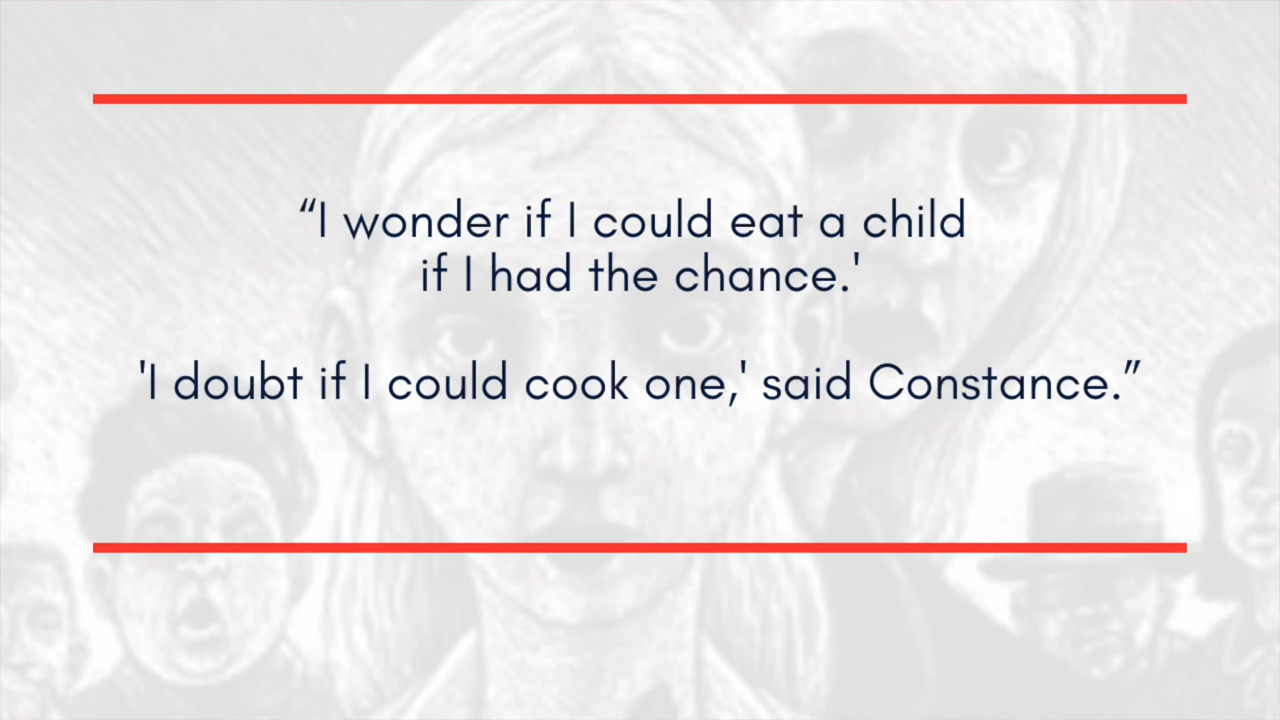 “I wonder if I could eat a child
if I had the chance.'
'I doubt if I could cook one,' said Constance.”